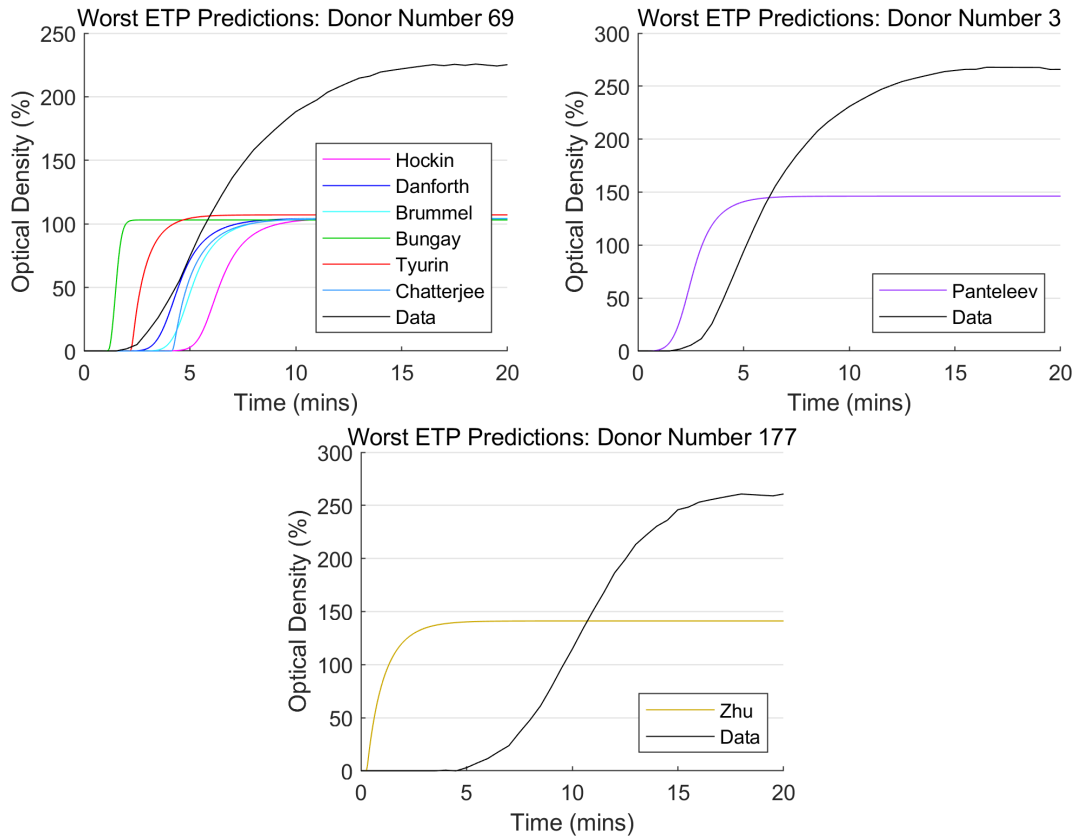 Worst ETP Predictions: Donor Number 69
250
200
150
100
50
0
Optical Density (%)
0 5 10 15 20
Time (mins)
Hockin
Danforth
Brummel
Bungay
Tyurin
Chatterjee
Data
Worst ETP Predictions: Donor Number 3
300
250
200
150
100
50
0
Optical Density (%)
0 5 10 15 20
Time (mins)
Panteleev
Data
Worst ETP Predictions: Donor Number 177
300
250
200
150
100
50
0
Optical Density (%)
0 5 10 15 20
Time (mins)
Zhu
Data